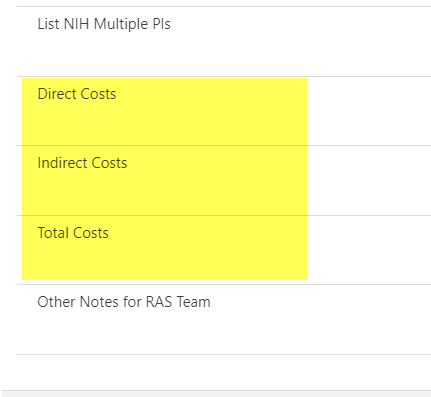 List NIH Multiple PIs
Direct Costs
Indirect Costs
Total Costs
Other Notes for RAS Team